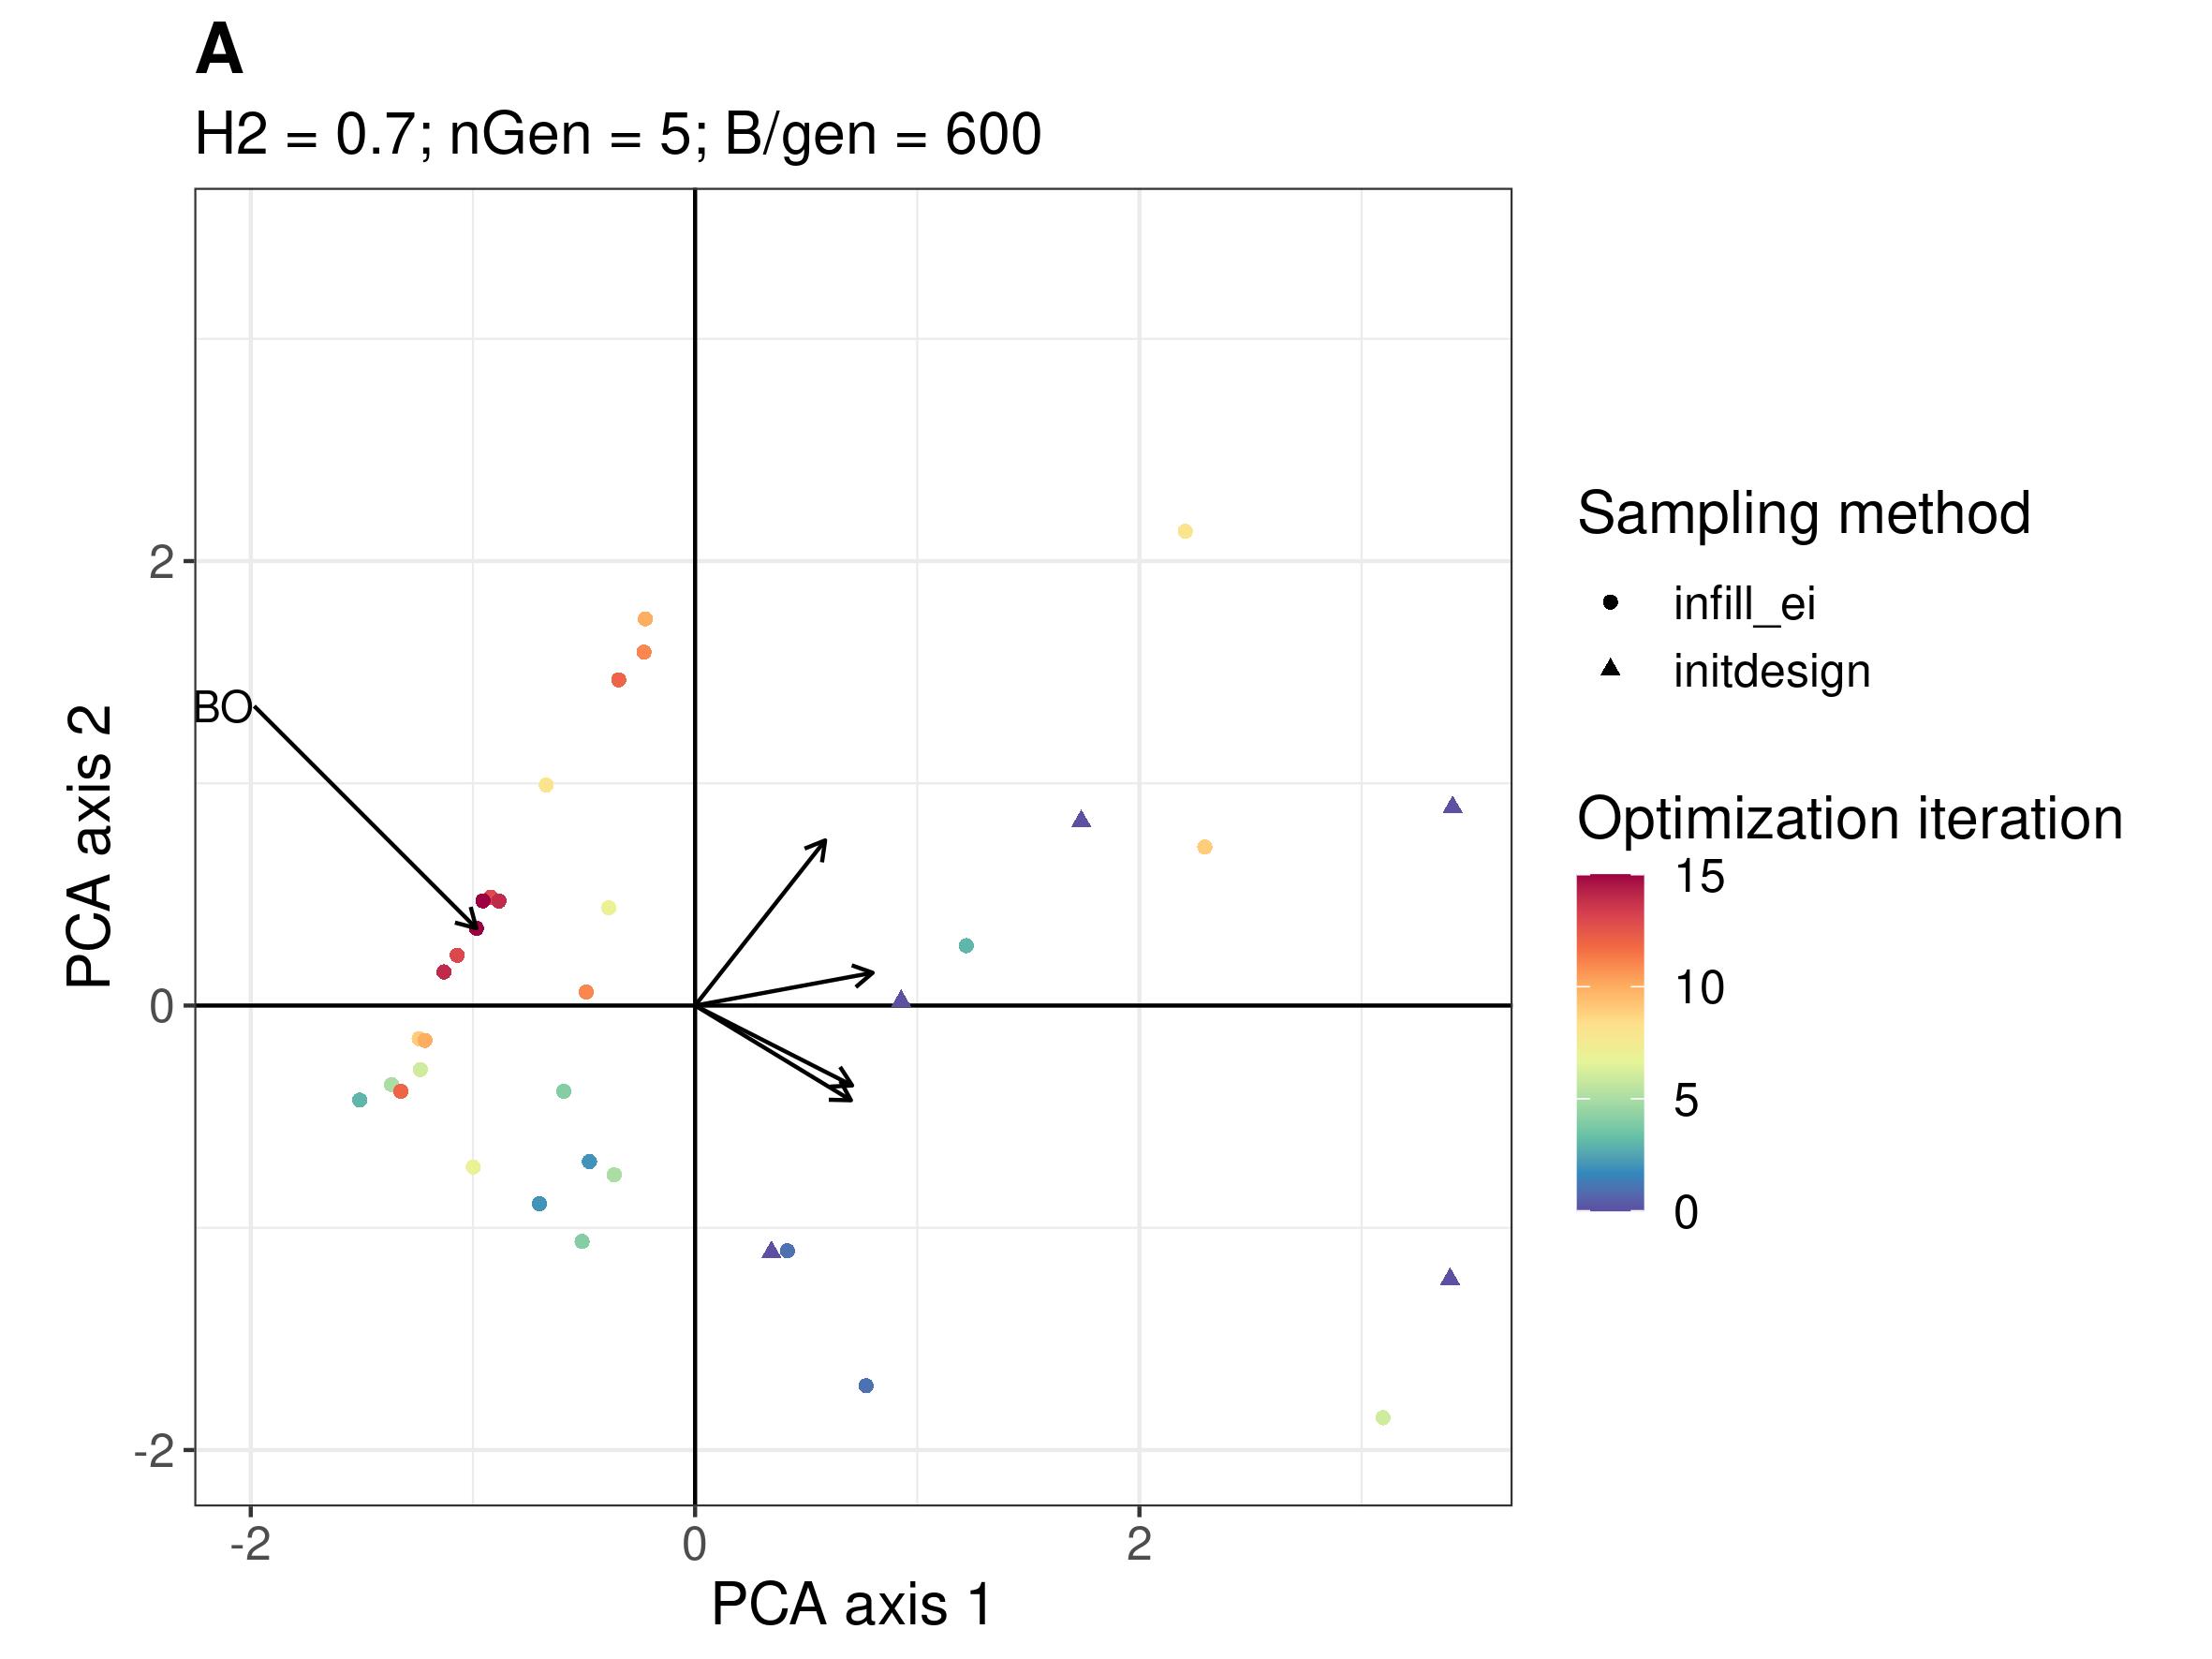 A
H2 = 0.7; nGen = 5; B/gen = 600
PCA axis 2
2
0
-2
BO
-2
0
2
PCA axis 1
Sampling method
infill_ei
initdesign
Optimization iteration
15
10
5
0